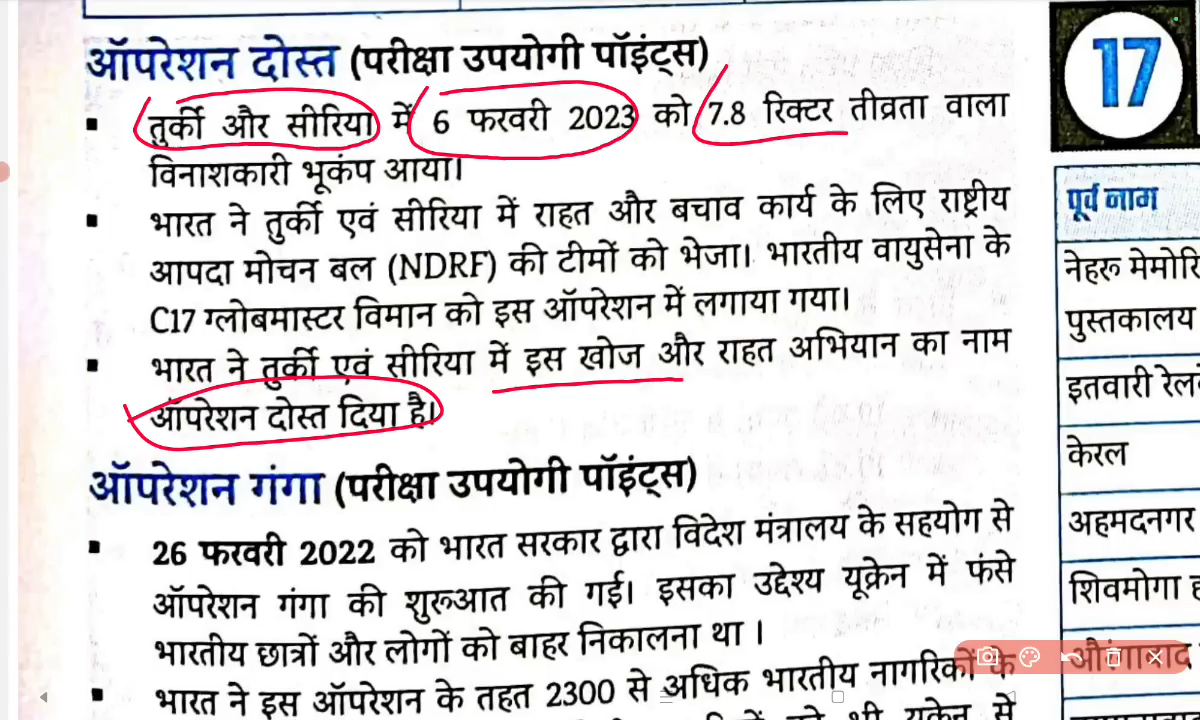 ऑपरेशन दोस्त (परीक्षा उपयोगी पॉइंट्स)
▪ तुर्की और सीरिया में 6 फरवरी 2023 को 7.8 रिक्टर तीव्रता वाला
विनाशकारी भूकंप आया।
▪ भारत ने तुर्की एवं सीरिया में राहत और बचाव कार्य के लिए राष्ट्रीय
आपदा मोचन बल (NDRF) की टीमों को भेजा। भारतीय वायुसेना के
C17 ग्लोबमास्टर विमान को इस ऑपरेशन में लगाया गया।
▪ भारत ने तुर्की एवं सीरिया में इस खोज और राहत अभियान का नाम
ऑपरेशन दोस्त दिया है।
ऑपरेशन गंगा (परीक्षा उपयोगी पॉइंट्स)
▪ 26 फरवरी 2022 को भारत सरकार द्वारा विदेश मंत्रालय के सहयोग से
ऑपरेशन गंगा की शुरुआत की गई। इसका उद्देश्य यूक्रेन में फंसे
भारतीय छात्रों और लोगों को बाहर निकालना था ।
▪ भारत ने इस ऑपरेशन के तहत 2300 से अधिक भारतीय नागरिकों के
भी यूक्रेन में
17
पूर्व नाम
नेहरू
पुस्तकालय
इतवारी
केरल
अहमदनगर
शिवमोगा
औरंगाबाद